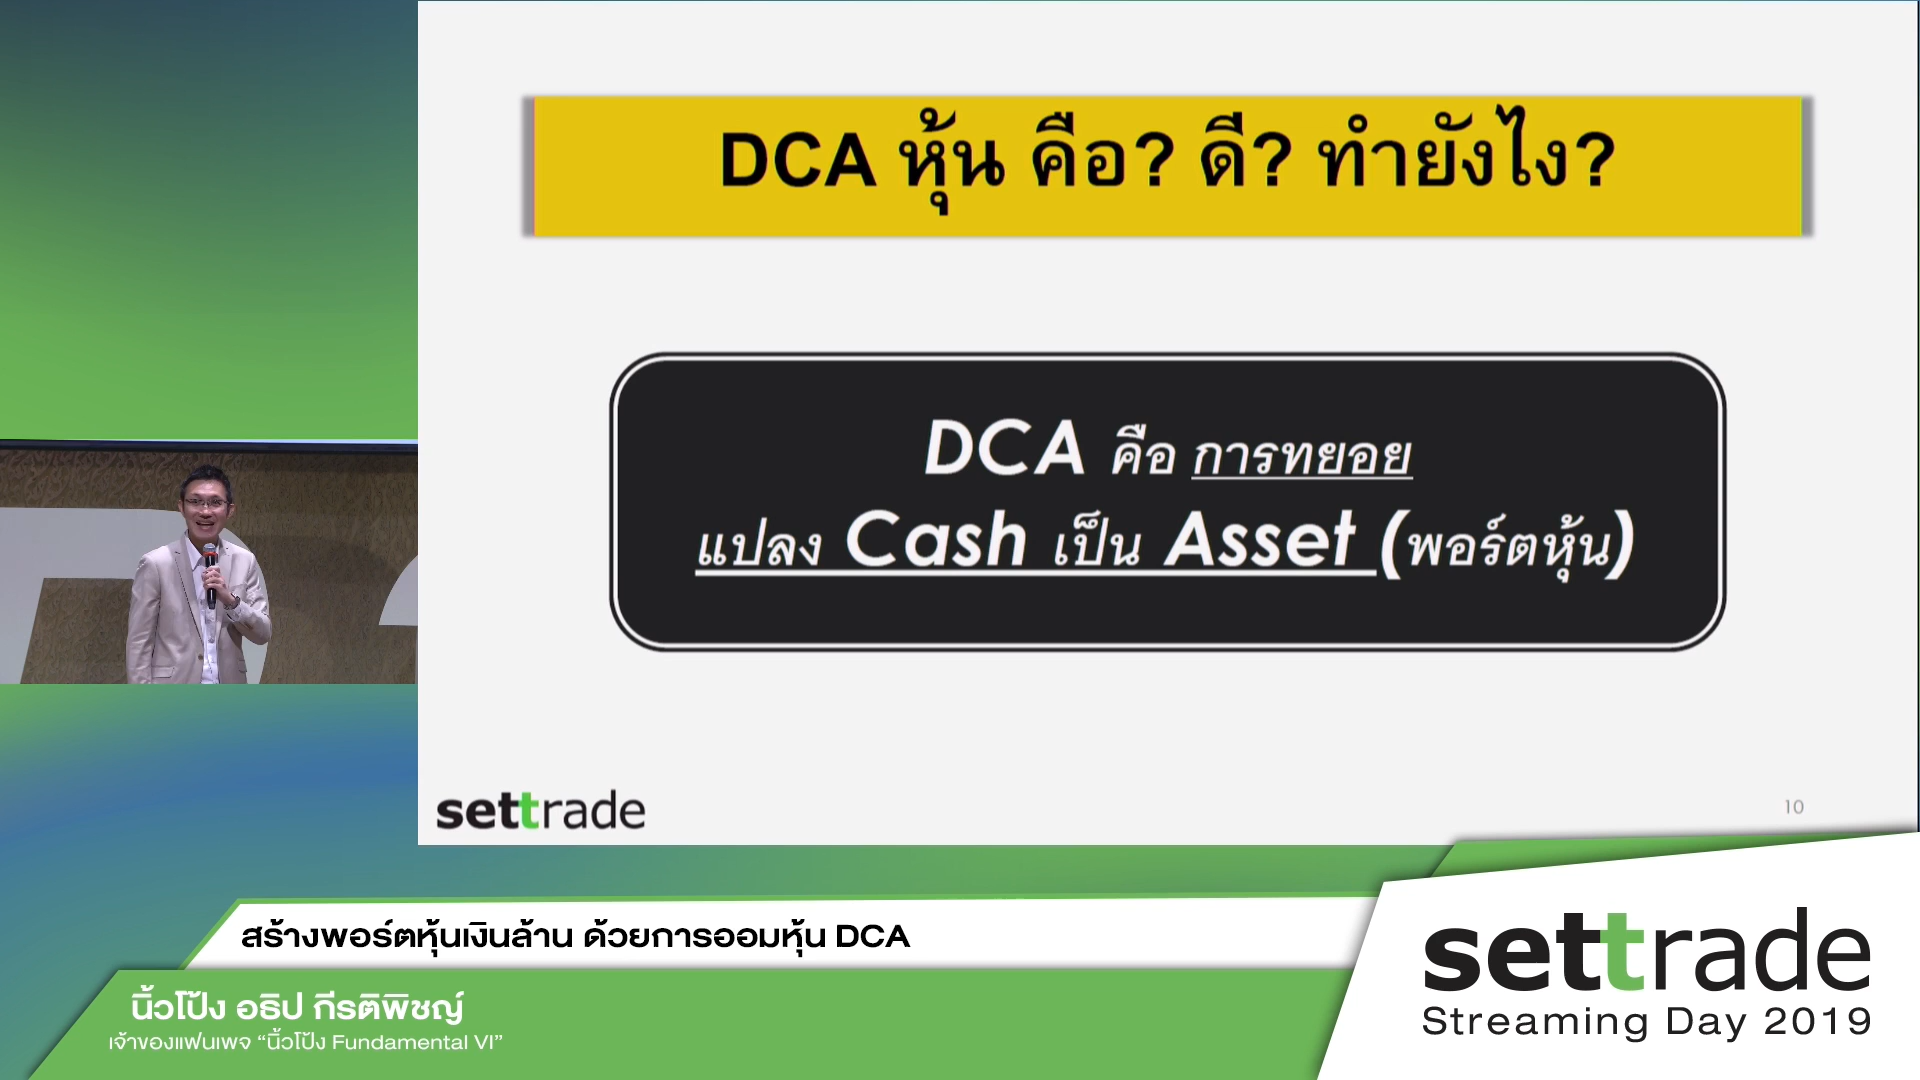 DCA หุ้น คือ? ดี? ทำยังไง?
DCA คือ การทยอย
แปลง Cash เป็น Asset (พอร์ตหุ้น)
settrade
10
สร้างพอร์ตหุ้นเงินล้าน ด้วยการออมหุ้น DCA
นิ้วโป้ง อธิป กีรติพิชญ์
เจ้าของแฟนเพจ “นิ้วโป้ง Fundamental VI”
settrade
Streaming Day 2019